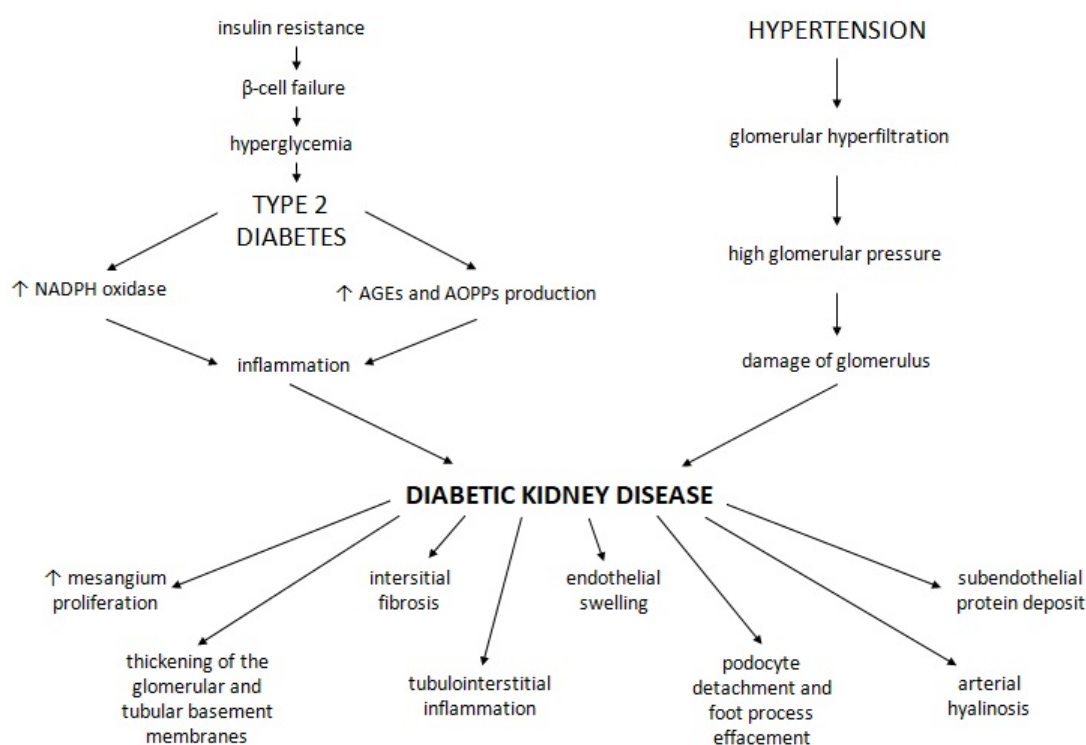 insulin resistance
β-cell failure
hyperglycemia
TYPE 2
DIABETES
↑ NADPH oxidase
↑ AGEs and AOPPs production
inflammation
HYPERTENSION
glomerular hyperfiltration
high glomerular pressure
damage of glomerulus
DIABETIC KIDNEY DISEASE
↑ mesangium
proliferation
intersitial
fibrosis
endothelial
swelling
subendothelial
protein deposit
thickening of the
glomerular and
tubular basement
membranes
tubulointerstitial
inflammation
podocyte
detachment and
foot process
effacement
arterial
hyalinosis